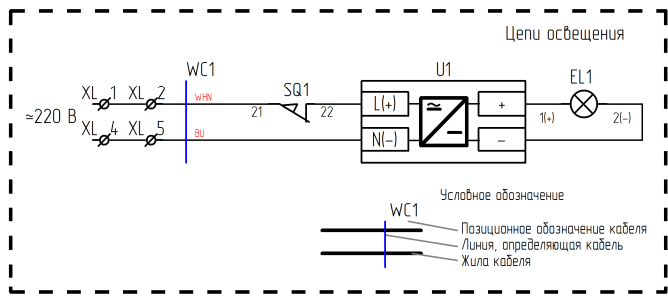 Цепи освещения
WC1 SQ1 U1 EL1
XL 1 XL 2 WHN 21 22 L(+) ≃ + 1(+) 2(-)
≃220 В
XL 4 XL 5 BU N(-) − −
Условное обозначение
WC1
Позиционное обозначение кабеля
Линия, определяющая кабель
Жила кабеля